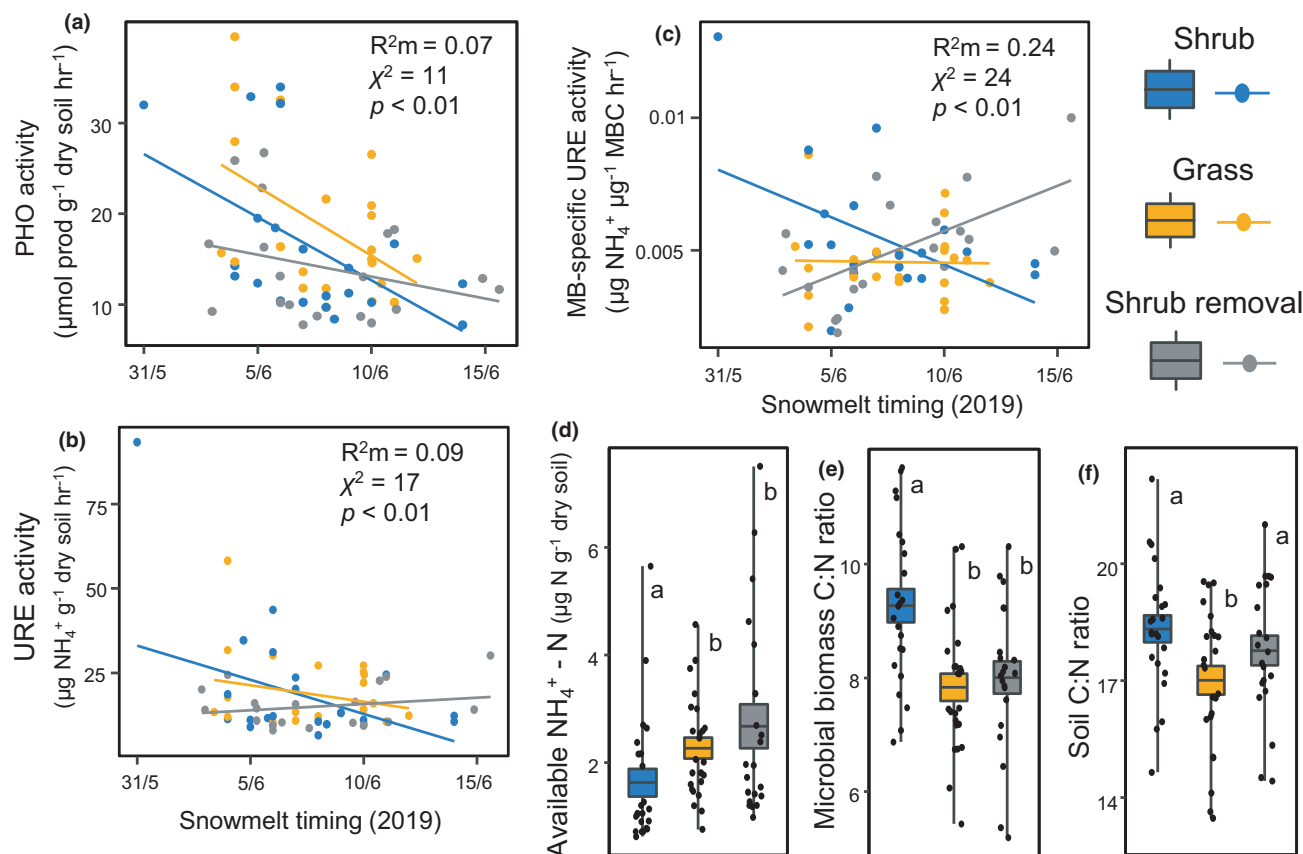 (a)
R²m = 0.07
χ² = 11
p < 0.01
PHO activity
(µmol prod g⁻¹ dry soil hr⁻¹)
30
20
10
31/5
5/6
10/6
15/6
(c)
R²m = 0.24
χ² = 24
p < 0.01
MB-specific URE activity
(µg NH₄⁺ µg⁻¹ MBC hr⁻¹)
0.01
0.005
31/5
5/6
10/6
15/6
Snowmelt timing (2019)
Shrub
Grass
Shrub removal
(b)
R²m = 0.09
χ² = 17
p < 0.01
URE activity
(µg NH₄⁺ g⁻¹ dry soil hr⁻¹)
75
50
25
31/5
5/6
10/6
15/6
Snowmelt timing (2019)
(d)
Available NH₄⁺ - N (µg N g⁻¹ dry soil)
6
4
2
a
b
b
(e)
Microbial biomass C:N ratio
10
8
6
a
b
b
(f)
Soil C:N ratio
20
17
14
a
b
a